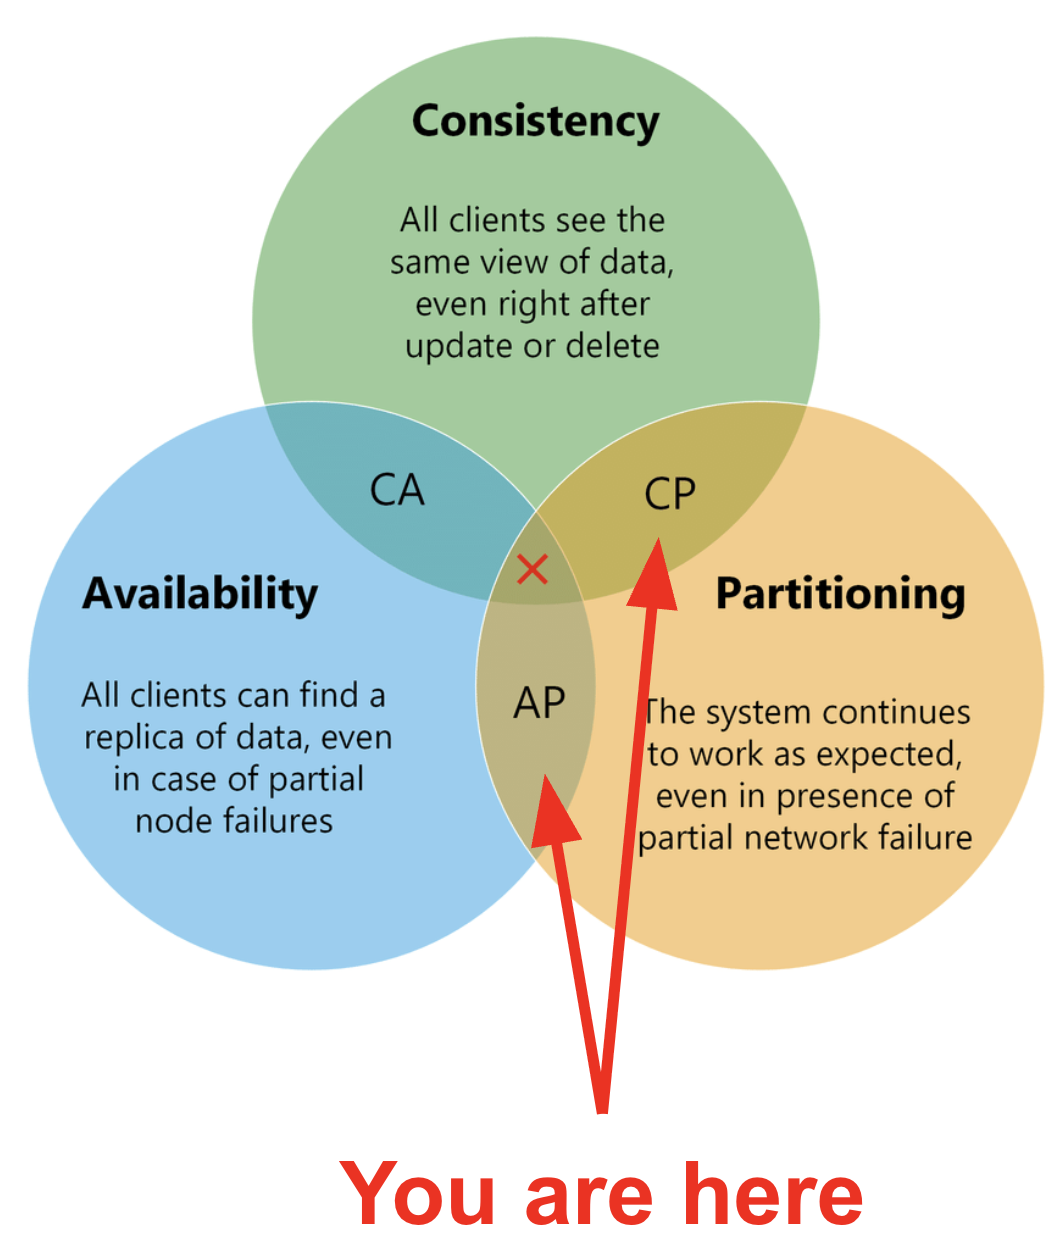 Consistency
All clients see the
same view of data,
even right after
update or delete
CA
CP
Availability
All clients can find a
replica of data, even
in case of partial
node failures
AP
Partitioning
The system continues
to work as expected,
even in presence of
partial network failure
You are here